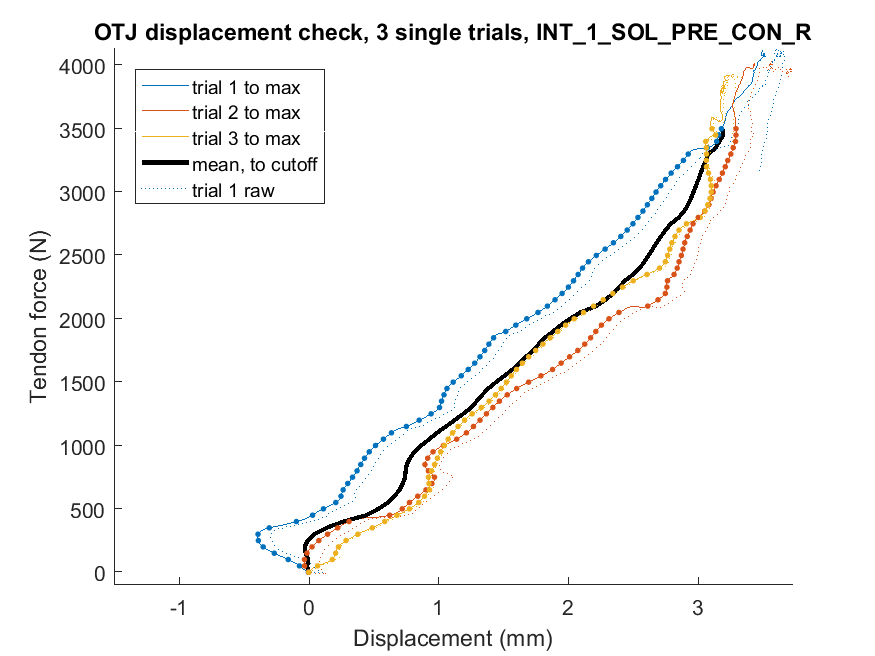 OTJ displacement check, 3 single trials, INT_1_SOL_PRE_CON_R
4000
3500
3000
2500
2000
1500
1000
500
0
Tendon force (N)
trial 1 to max
trial 2 to max
trial 3 to max
mean, to cutoff
trial 1 raw
-1 0 1 2 3
Displacement (mm)